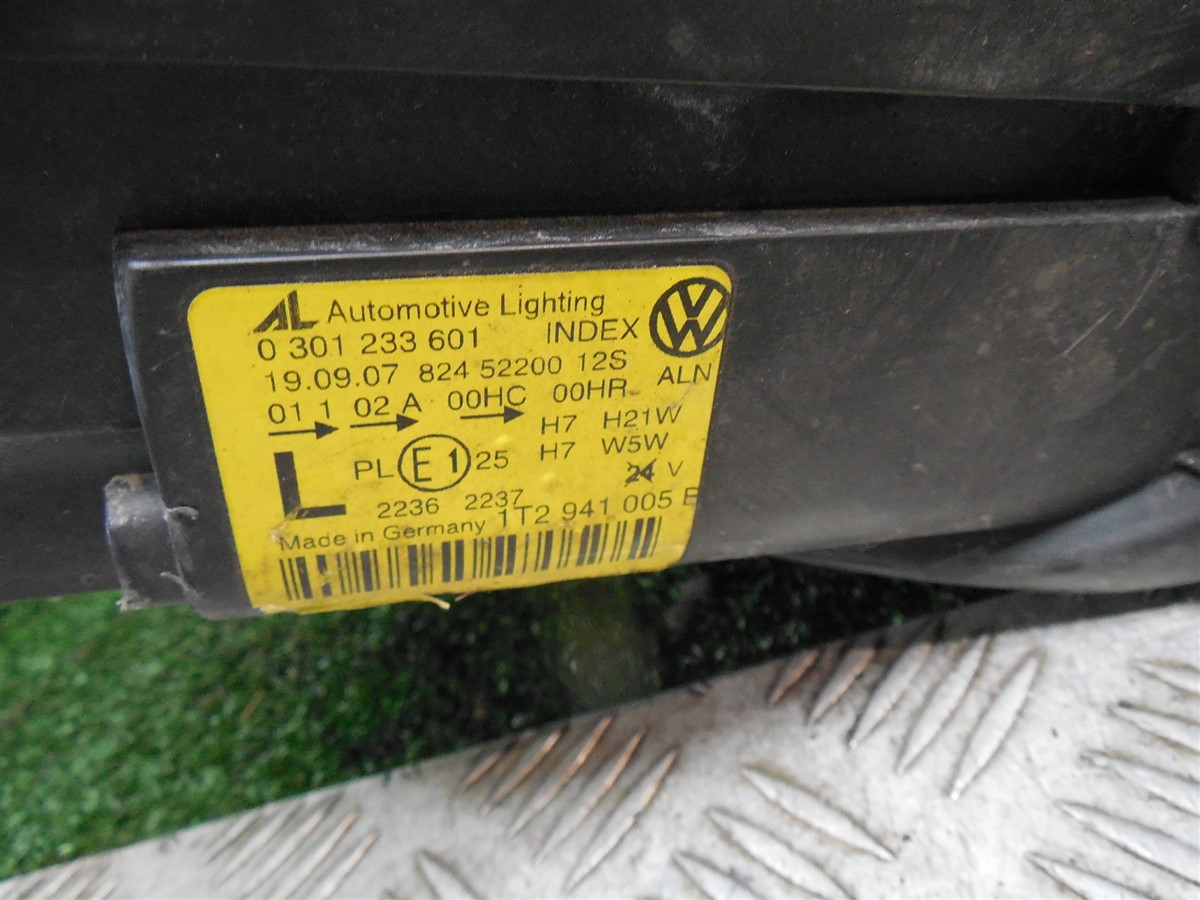 AL Automotive Lighting
0 301 233 601 INDEX
19.09.07 824 52200 12S
ALN
01 1 02 A 00HC 00HR
H7 H21W
L PL E1 25 H7 W5W
24 V
2236 2237
Made in Germany 1T2 941 005 E